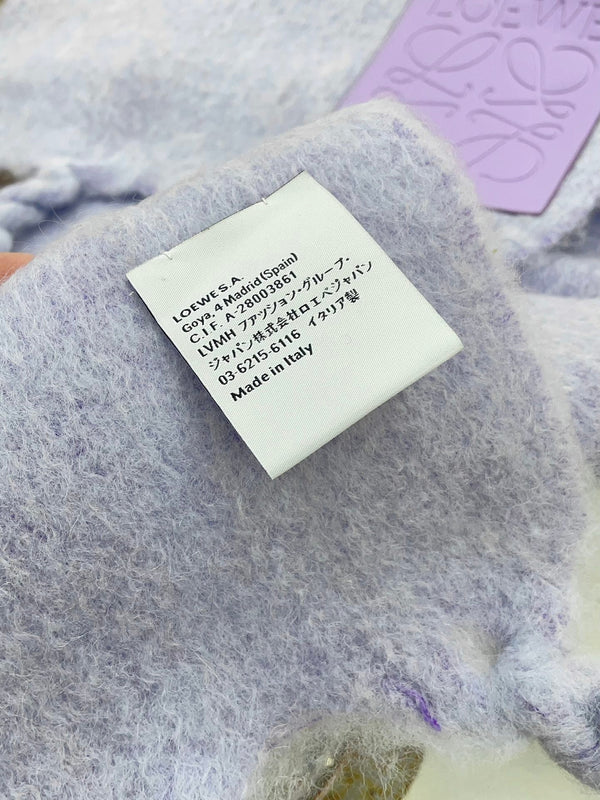 LOEWE
LOEWE S.A.
Goya, 4 Madrid (Spain)
C.I.F. A-28003861
LVMH ファッション・グループ・
ジャパン株式会社ロエベジャパン
03-6215-6116 イタリア製
Made in Italy